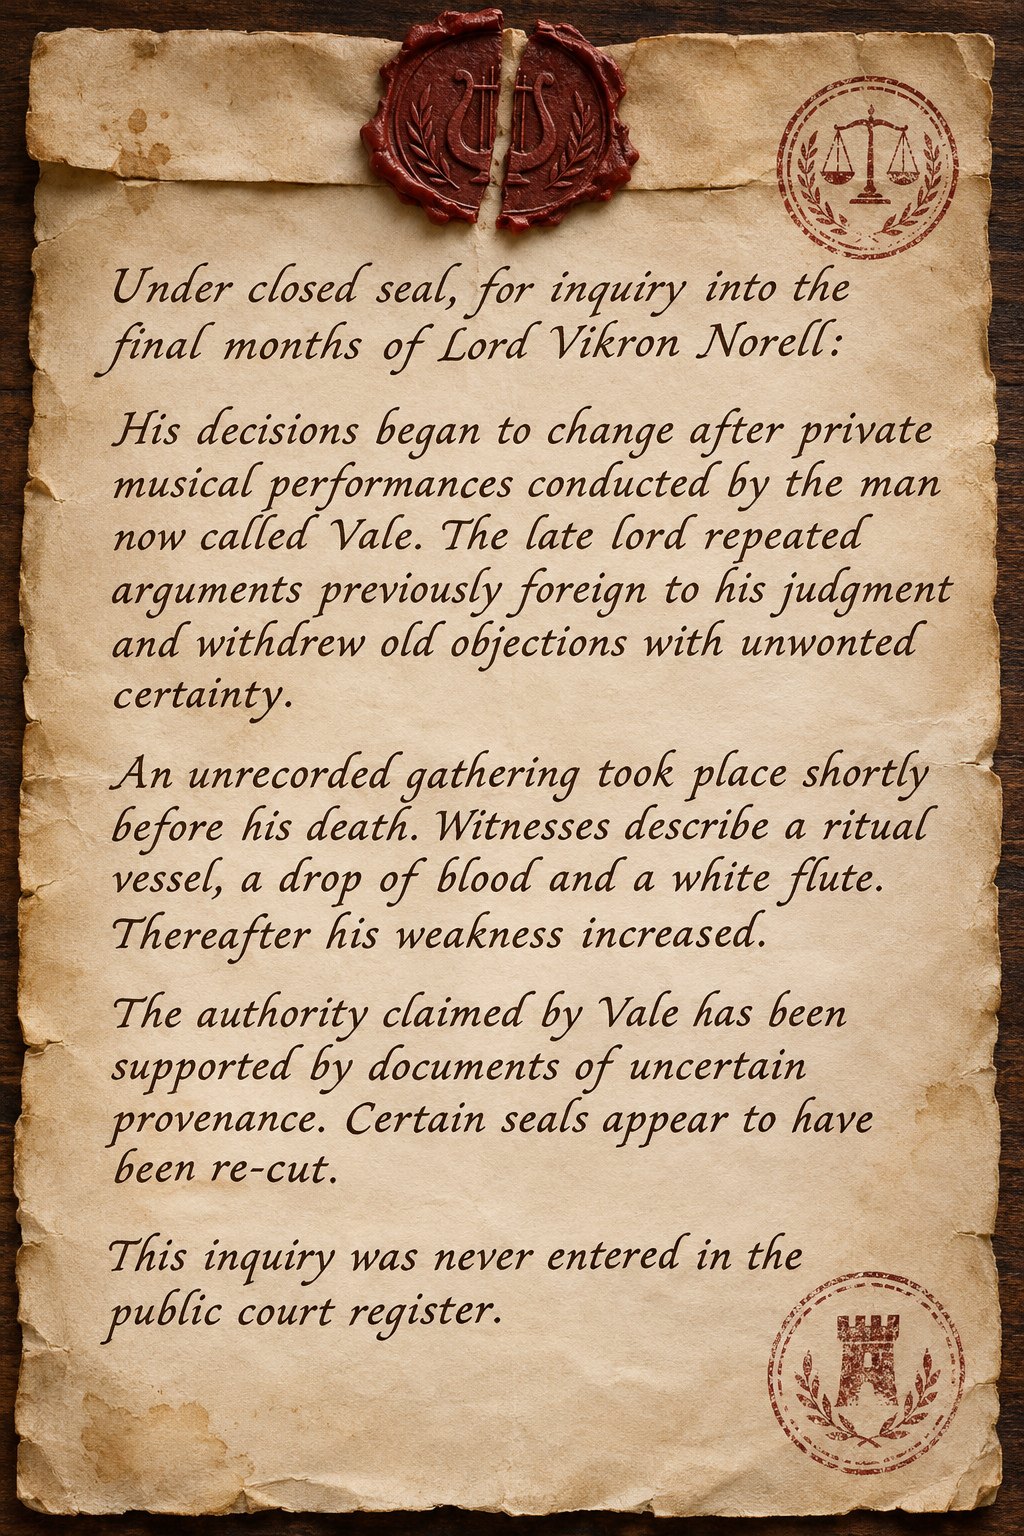 Under closed seal, for inquiry into the
final months of Lord Vikron Norell:
His decisions began to change after private
musical performances conducted by the man
now called Vale. The late lord repeated
arguments previously foreign to his judgment
and withdrew old objections with unwonted
certainty.
An unrecorded gathering took place shortly
before his death. Witnesses describe a ritual
vessel, a drop of blood and a white flute.
Thereafter his weakness increased.
The authority claimed by Vale has been
supported by documents of uncertain
provenance. Certain seals appear to have
been re-cut.
This inquiry was never entered in the
public court register.